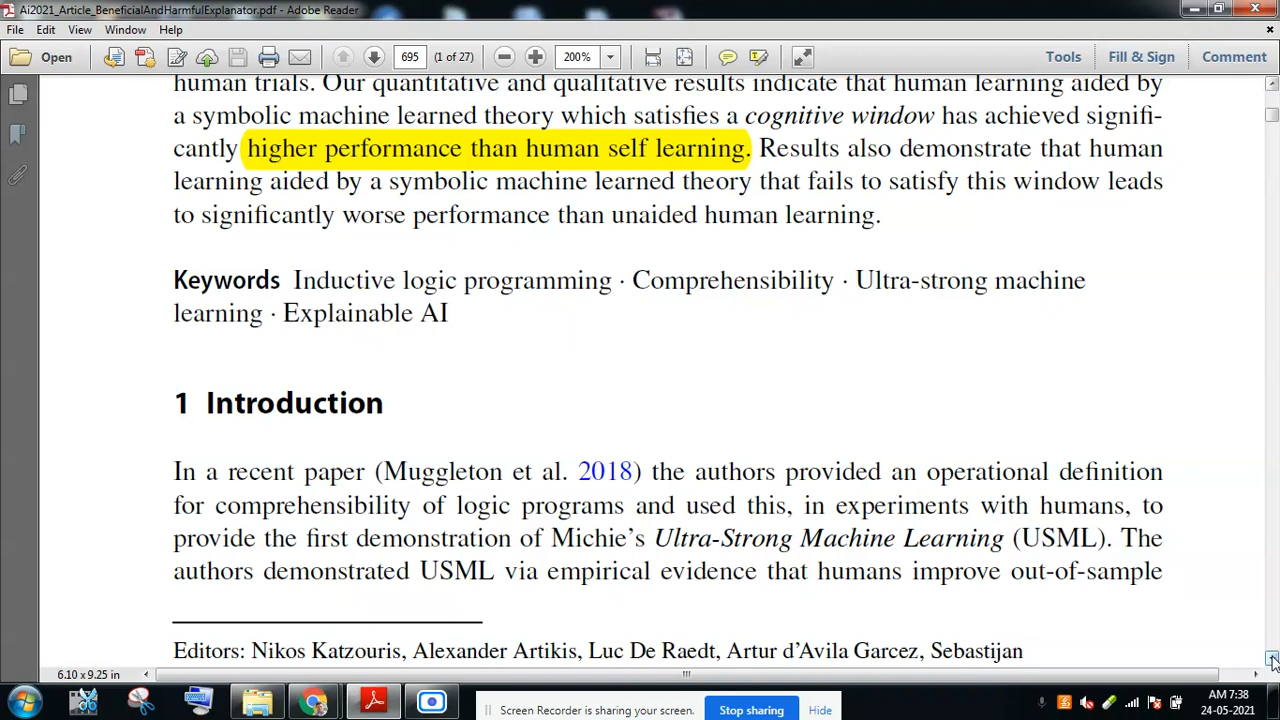 Ai2021_Article_BeneficialAndHarmfulExplanator.pdf - Adobe Reader
File Edit View Window Help
Open 695 (1 of 27) 200% Tools Fill & Sign Comment
human trials. Our quantitative and qualitative results indicate that human learning aided by
a symbolic machine learned theory which satisfies a cognitive window has achieved signifi-
cantly higher performance than human self learning. Results also demonstrate that human
learning aided by a symbolic machine learned theory that fails to satisfy this window leads
to significantly worse performance than unaided human learning.
Keywords Inductive logic programming · Comprehensibility · Ultra-strong machine
learning · Explainable AI
1 Introduction
In a recent paper (Muggleton et al. 2018) the authors provided an operational definition
for comprehensibility of logic programs and used this, in experiments with humans, to
provide the first demonstration of Michie’s Ultra-Strong Machine Learning (USML). The
authors demonstrated USML via empirical evidence that humans improve out-of-sample
Editors: Nikos Katzouris, Alexander Artikis, Luc De Raedt, Artur d’Avila Garcez, Sebastijan
6.10 x 9.25 in
Screen Recorder is sharing your screen. Stop sharing Hide
AM 7:38
24-05-2021